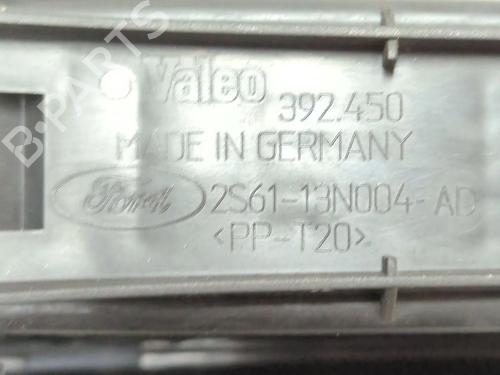 B-PARTS
Valeo
392.450
MADE IN GERMANY
Ford 2S61-13N004-AD
<PP-T20>